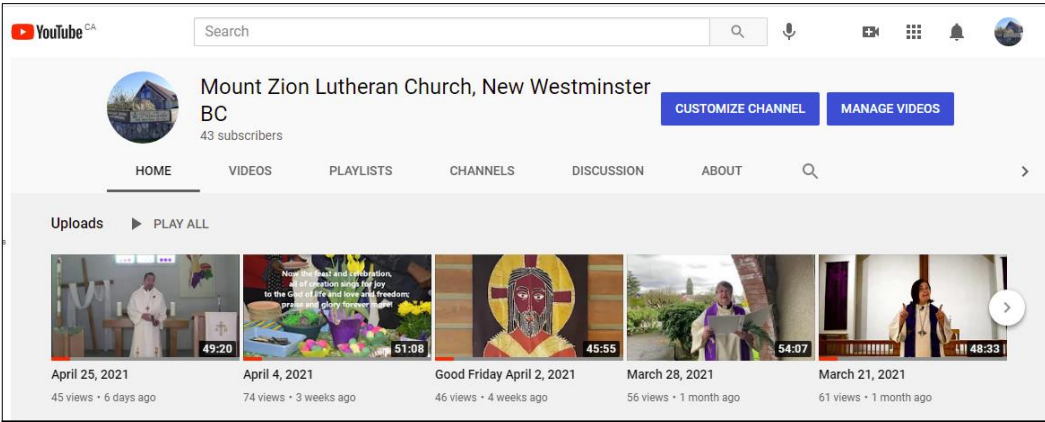 YouTube CA
Search
Mount Zion Lutheran Church, New Westminster
BC
43 subscribers
CUSTOMIZE CHANNEL
MANAGE VIDEOS
HOME
VIDEOS
PLAYLISTS
CHANNELS
DISCUSSION
ABOUT
Uploads
PLAY ALL
Now the feast and celebration,
all of creation sings for joy
to the God of life and love and freedom;
praise and glory forever more!
49:20
51:08
45:55
54:07
48:33
April 25, 2021
45 views • 6 days ago
April 4, 2021
74 views • 3 weeks ago
Good Friday April 2, 2021
46 views • 4 weeks ago
March 28, 2021
56 views • 1 month ago
March 21, 2021
61 views • 1 month ago